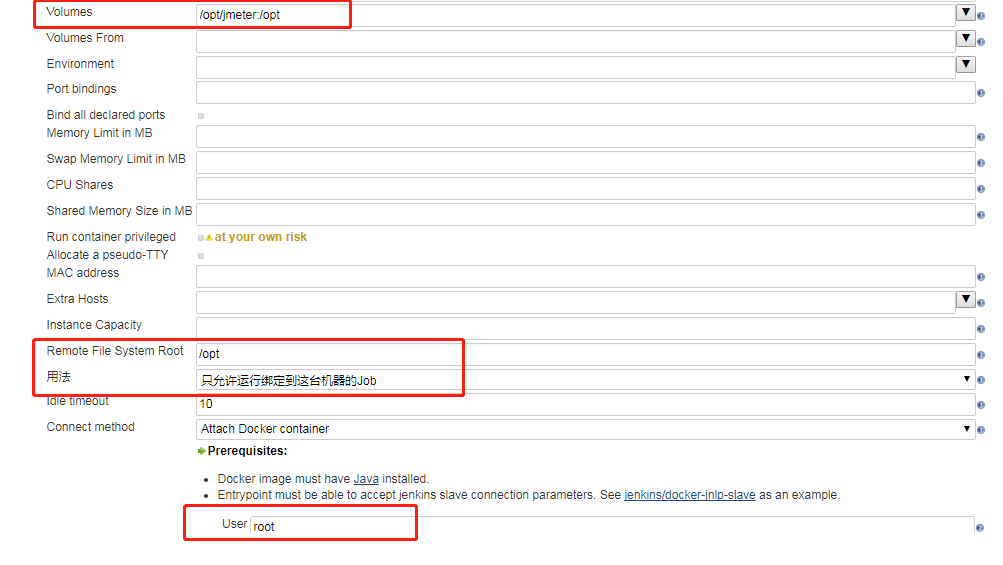 Volumes /opt/jmeter:/opt
Volumes From
Environment
Port bindings
Bind all declared ports
Memory Limit in MB
Swap Memory Limit in MB
CPU Shares
Shared Memory Size in MB
Run container privileged at your own risk
Allocate a pseudo-TTY
MAC address
Extra Hosts
Instance Capacity
Remote File System Root /opt
用法 只允许运行绑定到这台机器的Job
Idle timeout 10
Connect method Attach Docker container
Prerequisites:
Docker image must have Java installed.
Entrypoint must be able to accept jenkins slave connection parameters. See jenkins/docker-jnlp-slave as an example.
User root